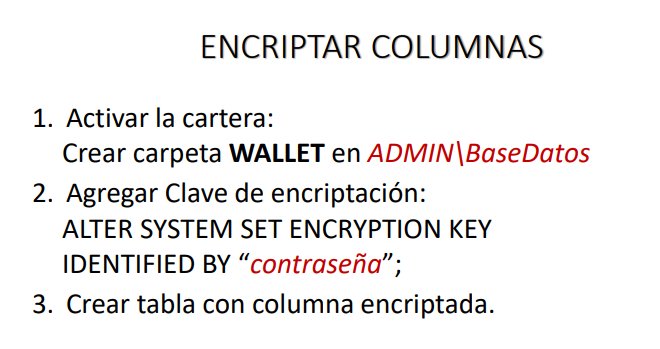 ENCRIPTAR COLUMNAS
1. Activar la cartera:
Crear carpeta WALLET en ADMIN\BaseDatos
2. Agregar Clave de encriptación:
ALTER SYSTEM SET ENCRYPTION KEY
IDENTIFIED BY “contraseña”;
3. Crear tabla con columna encriptada.